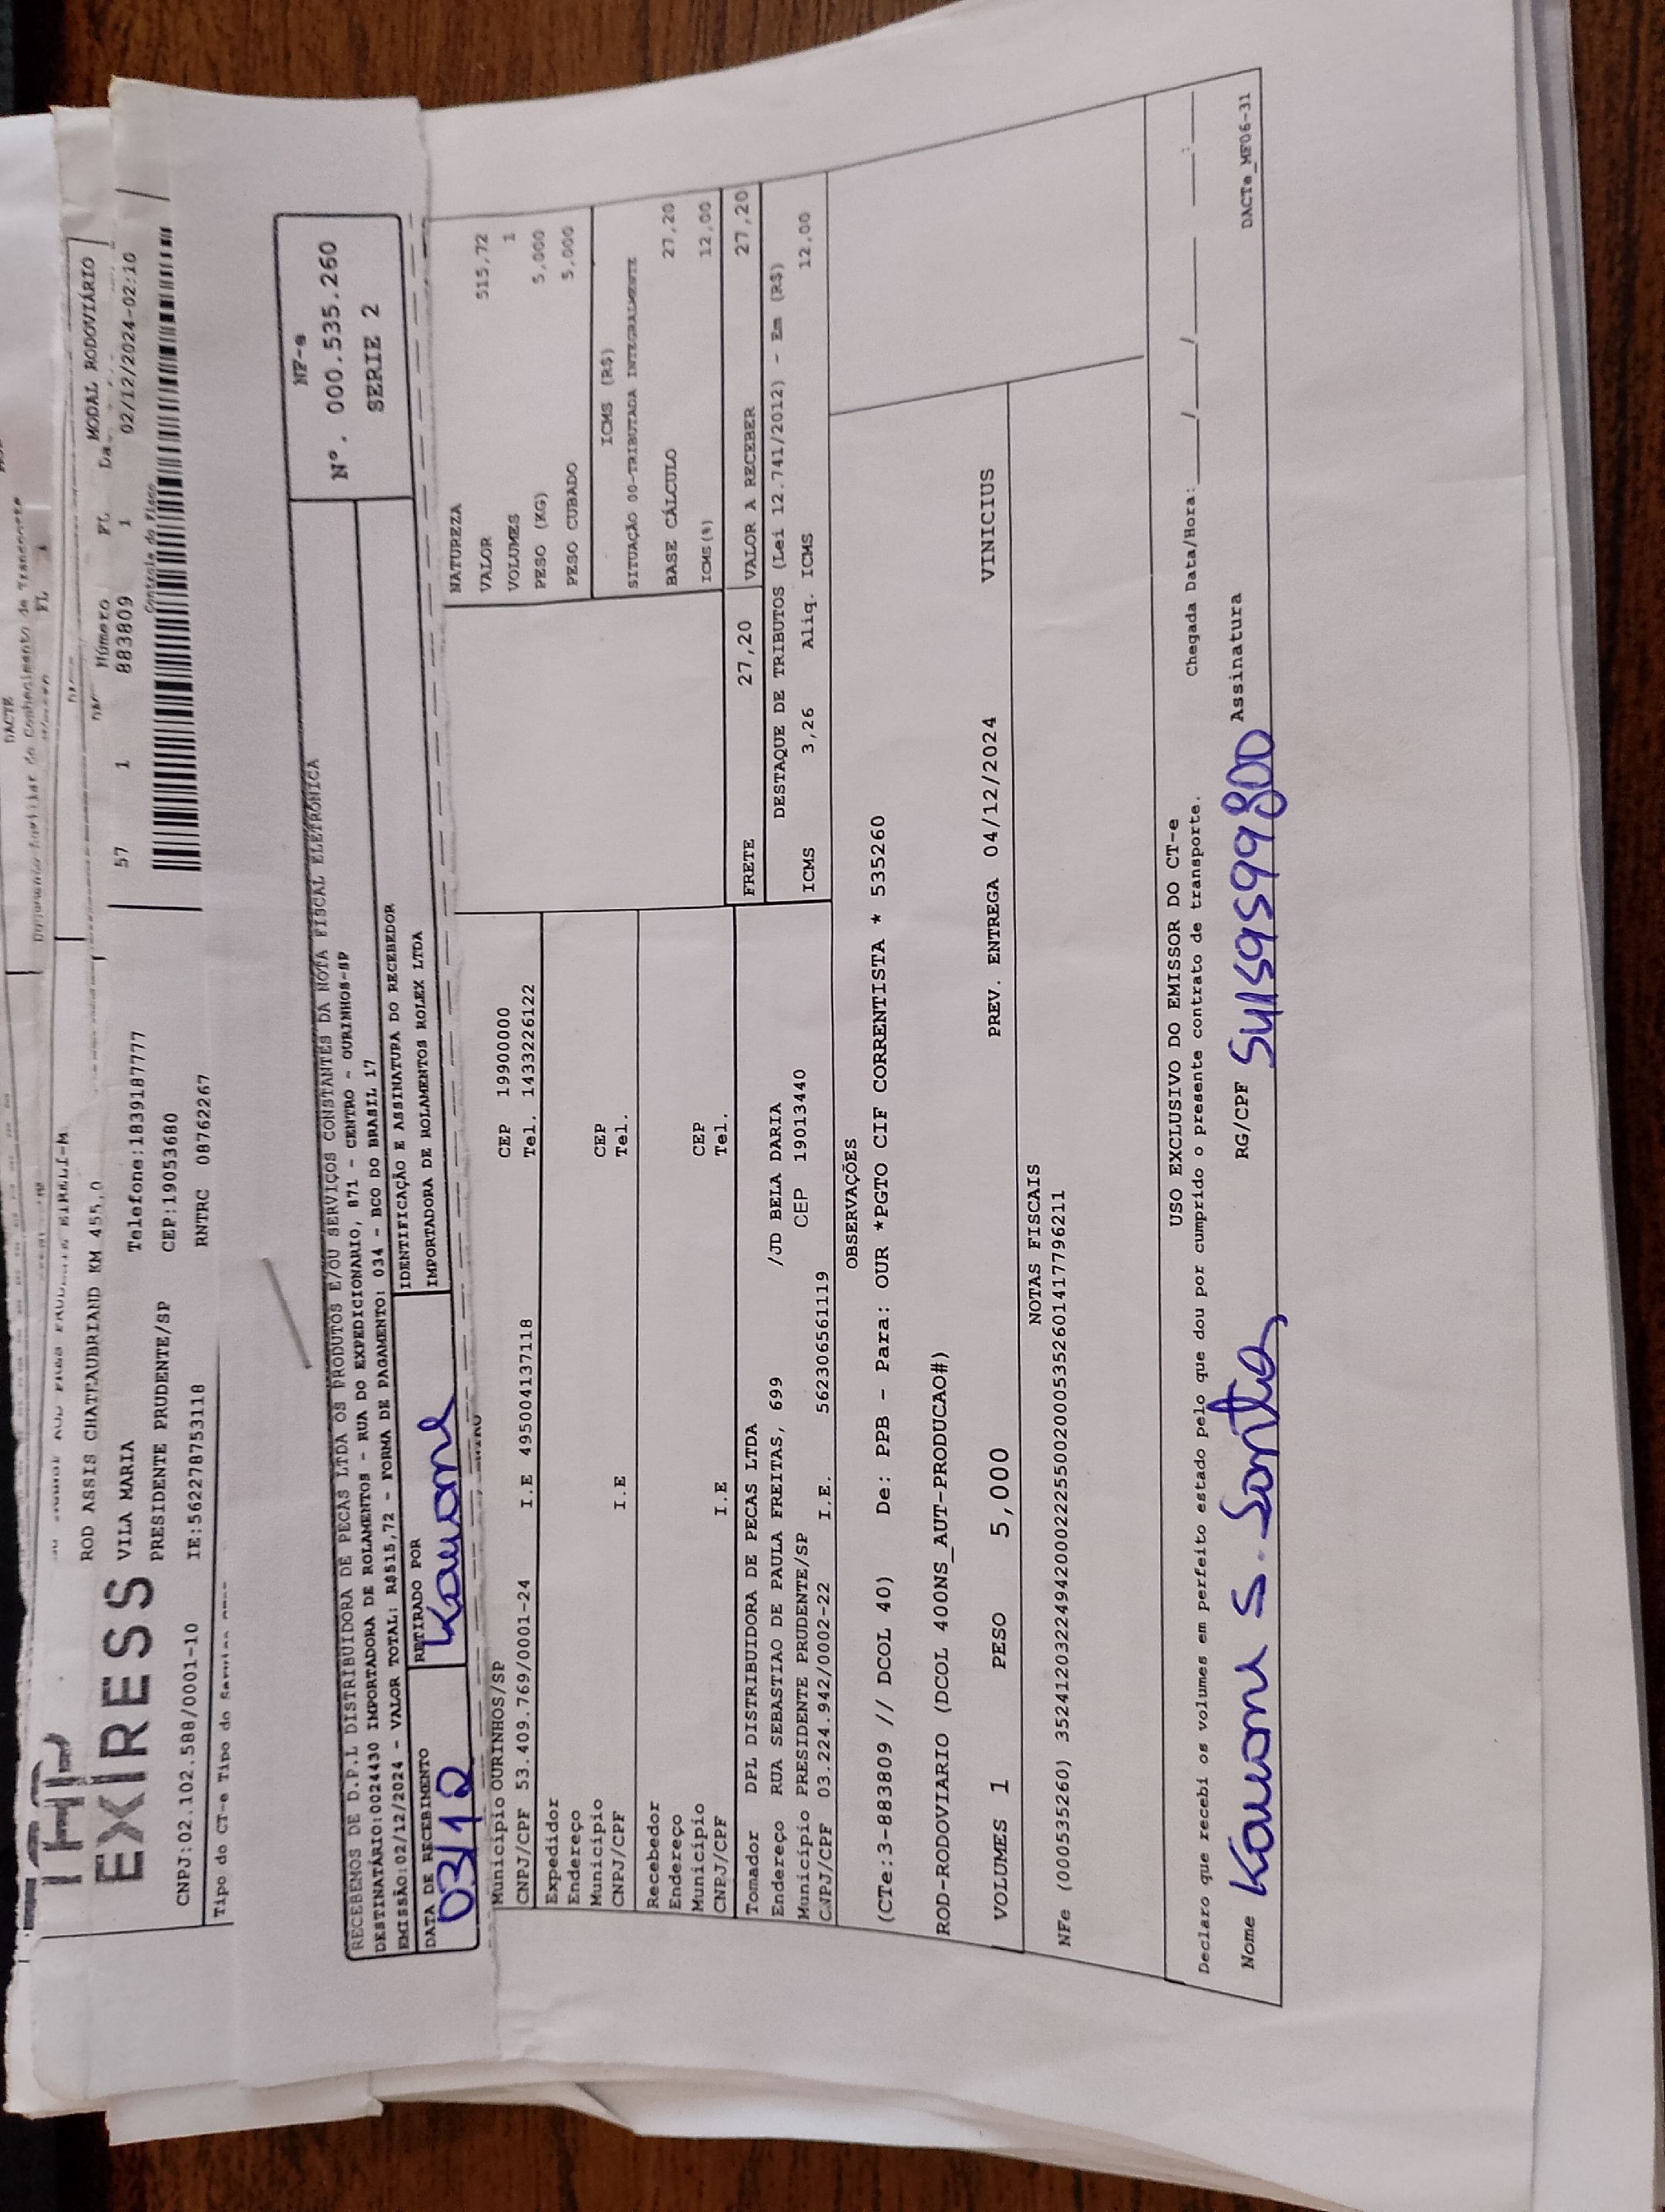 DACTE
MODAL RODOVIÁRIO
ROD ASSIS CHATEAUBRIAND KM 455,0
VILA MARIA Telefone:1839187777
PRESIDENTE PRUDENTE/SP CEP:19053680
CNPJ:02.102.588/0001-10 IE:562278753118 RNTRC 08762267
Número FL
57 1 883809 1 02/12/2024-02:10
Controle do Fisco
Tipo do CT-e Tipo do
NF-e
Nº. 000.535.260
SERIE 2
RECEBEMOS DE D.P.L DISTRIBUIDORA DE PECAS LTDA OS PRODUTOS E/OU SERVIÇOS CONSTANTES DA NOTA FISCAL ELETRÔNICA
DESTINATÁRIO:0024430 IMPORTADORA DE ROLAMENTOS - RUA DO EXPEDICIONARIO, 871 - CENTRO - OURINHOS-SP
EMISSÃO:02/12/2024 - VALOR TOTAL: R$515,72 - FORMA DE PAGAMENTO: 034 - BCO DO BRASIL 17
DATA DE RECEBIMENTO RETIRADO POR IDENTIFICAÇÃO E ASSINATURA DO RECEBEDOR
03/12 Kauane IMPORTADORA DE ROLAMENTOS ROLEX LTDA
Município OURINHOS/SP CEP 19900000
CNPJ/CPF 53.409.769/0001-24 I.E 495004137118 Tel. 1433226122
Expedidor
Endereço
Município CEP
CNPJ/CPF I.E Tel.
Recebedor
Endereço
Município CEP
CNPJ/CPF I.E Tel.
Tomador DPL DISTRIBUIDORA DE PECAS LTDA
Endereço RUA SEBASTIAO DE PAULA FREITAS, 699 /JD BELA DARIA
Município PRESIDENTE PRUDENTE/SP CEP 19013440
CNPJ/CPF 03.224.942/0002-22 I.E. 562306561119
NATUREZA
VALOR 515,72
VOLUMES 1
PESO (KG) 5,000
PESO CUBADO 5,000
ICMS (R$)
SITUAÇÃO 00-TRIBUTADA INTEGRALMENTE
BASE CÁLCULO 27,20
ICMS(%) 12,00
FRETE 27,20 VALOR A RECEBER 27,20
DESTAQUE DE TRIBUTOS (Lei 12.741/2012) - Em (R$)
ICMS 3,26 Aliq. ICMS 12,00
OBSERVAÇÕES
(CTe:3-883809 // DCOL 40) De: PPB - Para: OUR *PGTO CIF CORRENTISTA * 535260
ROD-RODOVIARIO (DCOL 400NS_AUT-PRODUCAO#)
VOLUMES 1 PESO 5,000 PREV. ENTREGA 04/12/2024 VINICIUS
NOTAS FISCAIS
NFe (000535260) 35241203224942000222550020005352601417796211
USO EXCLUSIVO DO EMISSOR DO CT-e
Declaro que recebi os volumes em perfeito estado pelo que dou por cumprido o presente contrato de transporte. Chegada Data/Hora:____/____/____ ____:____
Nome Kauane S. Santos RG/CPF Assinatura
DACTe_MF06-31